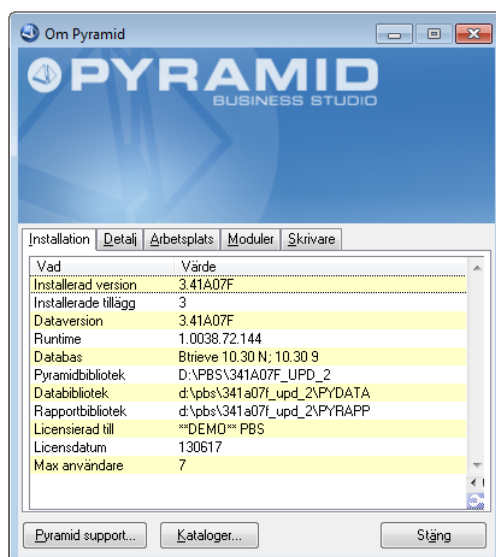 Om Pyramid
PYRAMID
BUSINESS STUDIO
Installation Detalj Arbetsplats Moduler Skrivare
Vad Värde
Installerad version 3.41A07F
Installerade tillägg 3
Dataversion 3.41A07F
Runtime 1.0038.72.144
Databas Btrieve 10.30 N; 10.30 9
Pyramidbibliotek D:\PBS\341A07F_UPD_2
Databibliotek d:\pbs\341a07f_upd_2\PYDATA
Rapportbibliotek d:\pbs\341a07f_upd_2\PYRAPP
Licensierad till **DEMO** PBS
Licensdatum 130617
Max användare 7
Pyramid support... Kataloger... Stäng